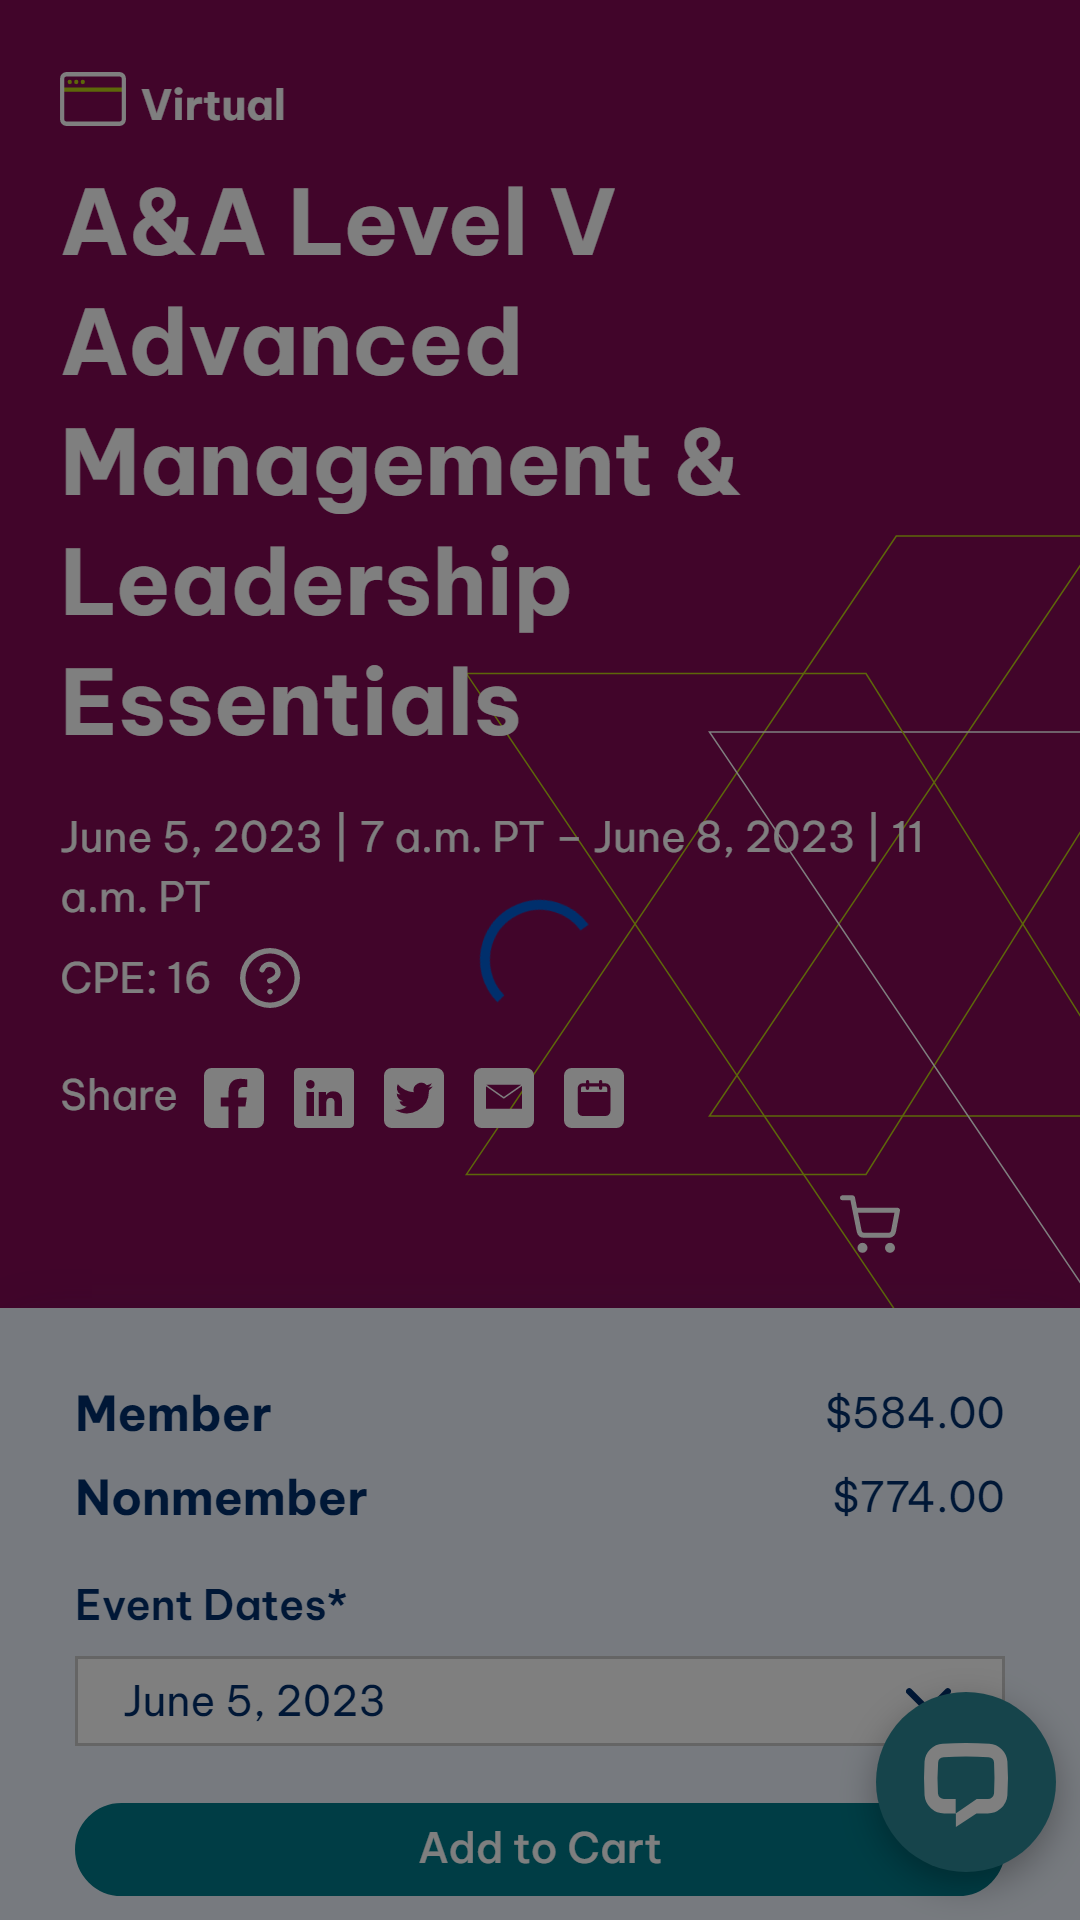 Virtual
A&A Level V
Advanced
Management &
Leadership
Essentials
June 5, 2023 | 7 a.m. PT – June 8, 2023 | 11
a.m. PT
CPE: 16
Share
Member $584.00
Nonmember $774.00
Event Dates*
June 5, 2023
Add to Cart